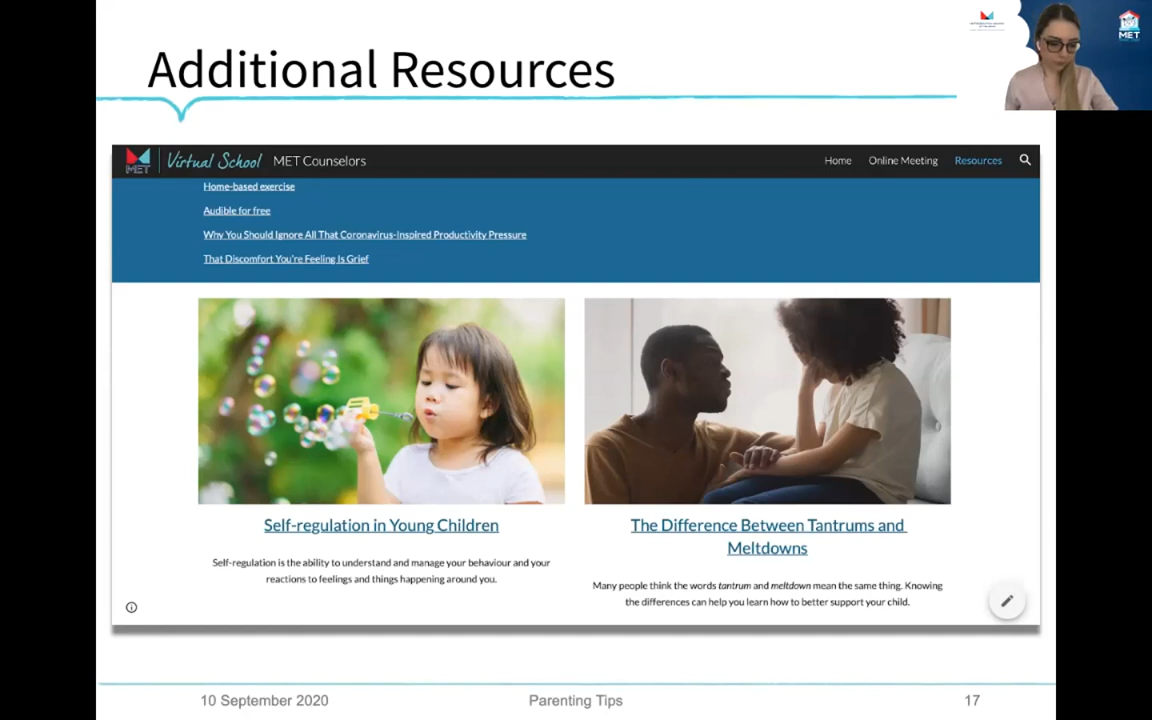 Additional Resources
MET
MET
Virtual School
MET Counselors
Home
Online Meeting
Resources
Home-based exercise
Audible for free
Why You Should Ignore All That Coronavirus-Inspired Productivity Pressure
That Discomfort You're Feeling Is Grief
Self-regulation in Young Children
Self-regulation is the ability to understand and manage your behaviour and your
reactions to feelings and things happening around you.
The Difference Between Tantrums and
Meltdowns
Many people think the words tantrum and meltdown mean the same thing. Knowing
the differences can help you learn how to better support your child.
10 September 2020
Parenting Tips
17